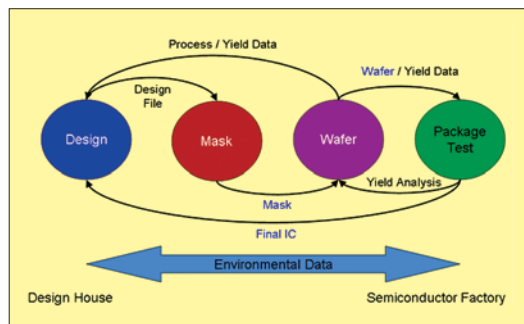 Process / Yield Data
Wafer / Yield Data
Design
File
Design
Mask
Wafer
Package
Test
Yield Analysis
Mask
Final IC
Environmental Data
Design House
Semiconductor Factory